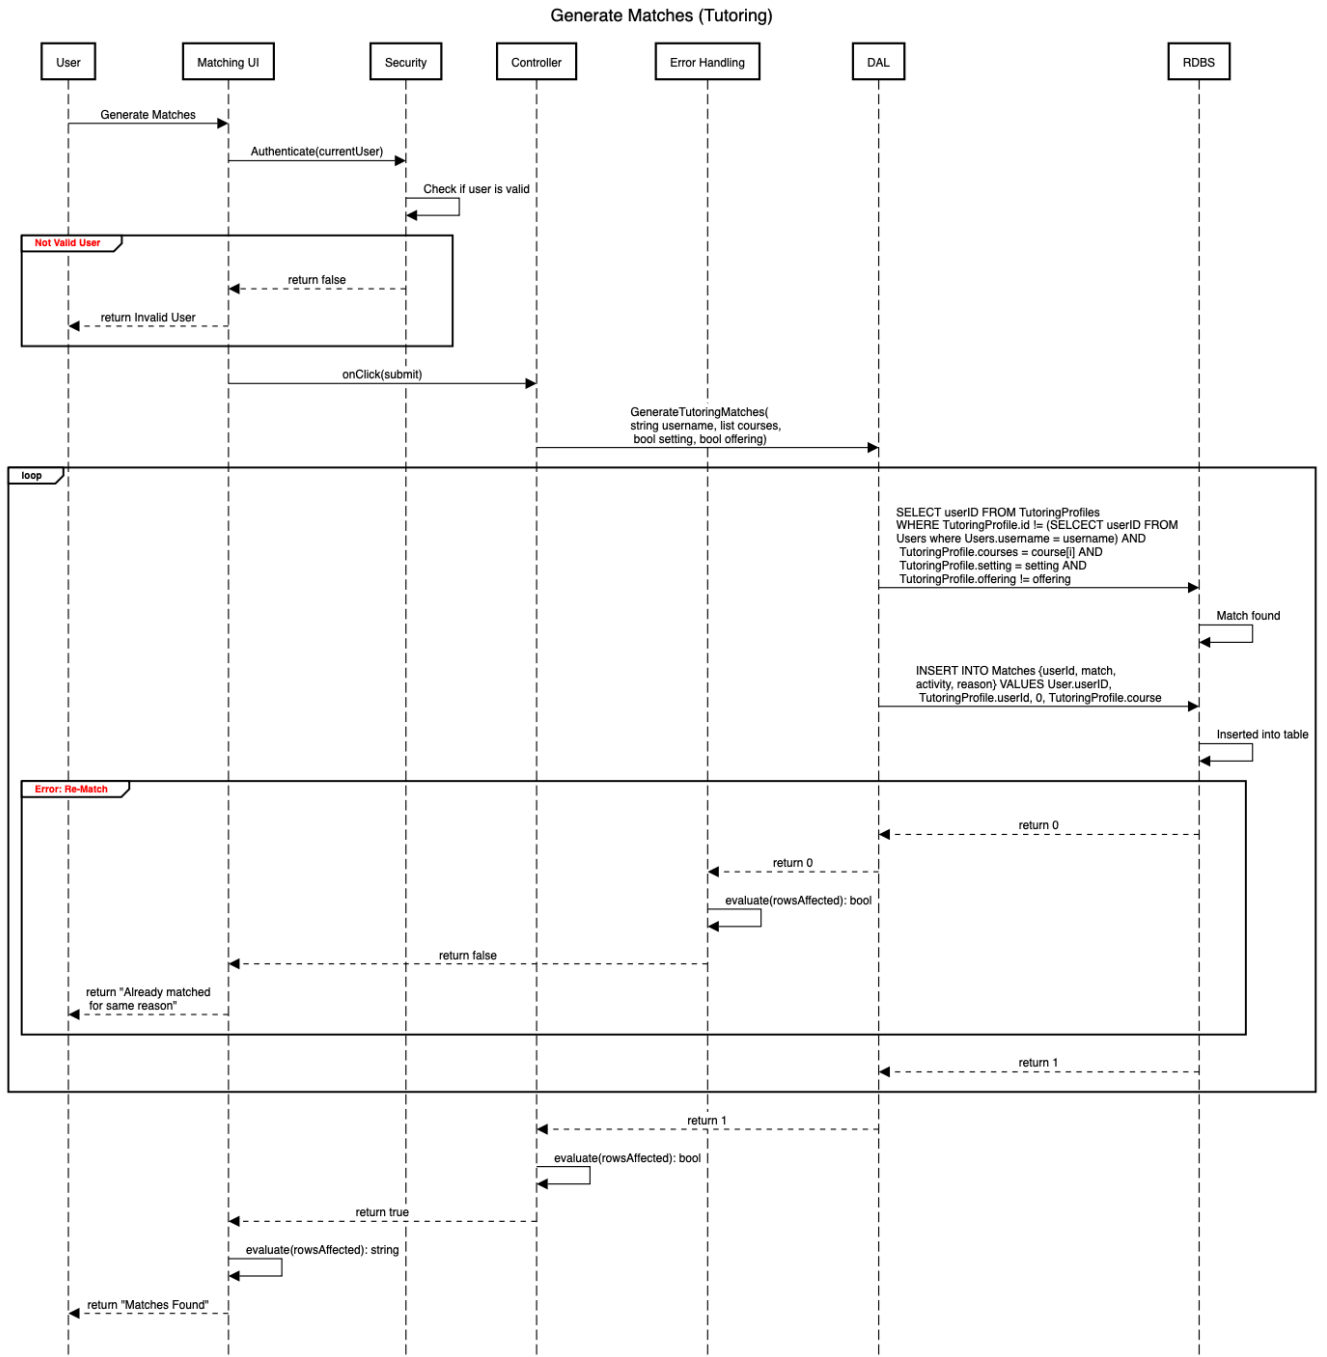 Generate Matches (Tutoring)
User
Matching UI
Security
Controller
Error Handling
DAL
RDBS
Generate Matches
Authenticate(currentUser)
Check if user is valid
Not Valid User
return false
return Invalid User
onClick(submit)
GenerateTutoringMatches(
string username, list courses,
bool setting, bool offering)
loop
SELECT userID FROM TutoringProfiles
WHERE TutoringProfile.id != (SELCECT userID FROM
Users where Users.username = username) AND
TutoringProfile.courses = course[i] AND
TutoringProfile.setting = setting AND
TutoringProfile.offering != offering
Match found
INSERT INTO Matches {userId, match,
activity, reason} VALUES User.userID,
TutoringProfile.userId, 0, TutoringProfile.course
Inserted into table
Error: Re-Match
return 0
return 0
evaluate(rowsAffected): bool
return false
return "Already matched
for same reason"
return 1
return 1
evaluate(rowsAffected): bool
return true
evaluate(rowsAffected): string
return "Matches Found"